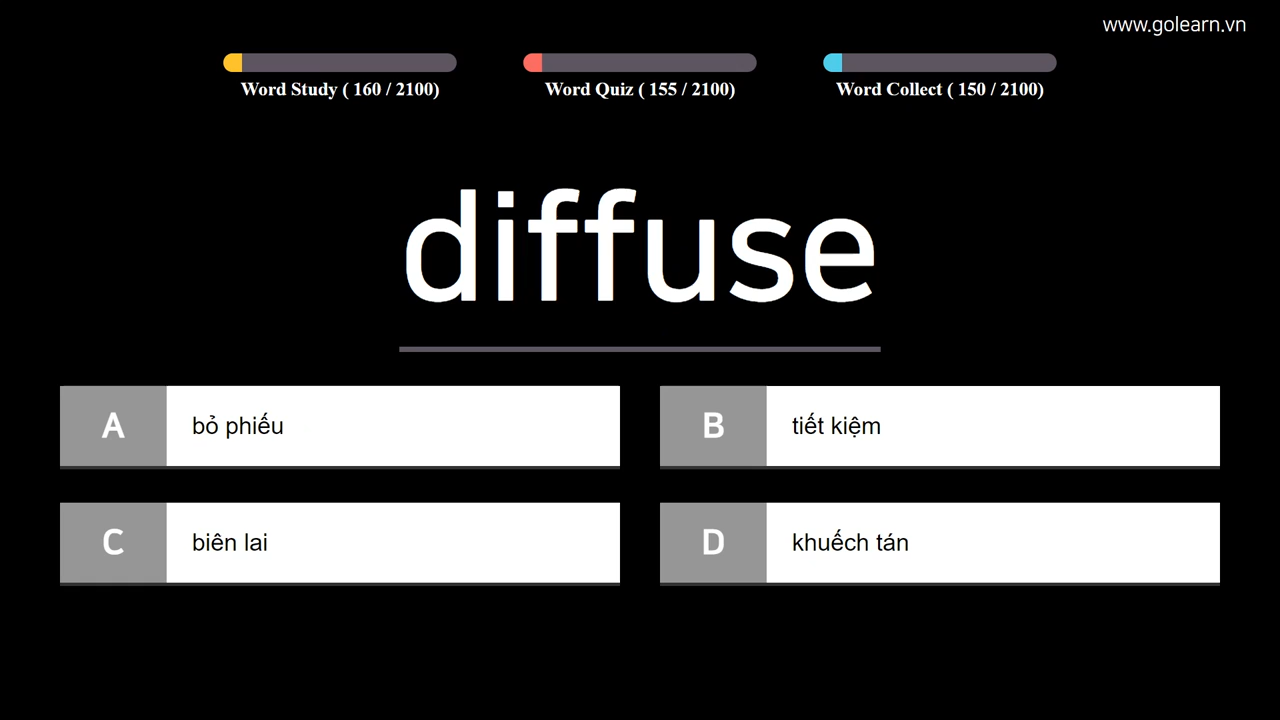 www.golearn.vn
Word Study ( 160 / 2100)
Word Quiz ( 155 / 2100)
Word Collect ( 150 / 2100)
diffuse
A bỏ phiếu
B tiết kiệm
C biên lai
D khuếch tán